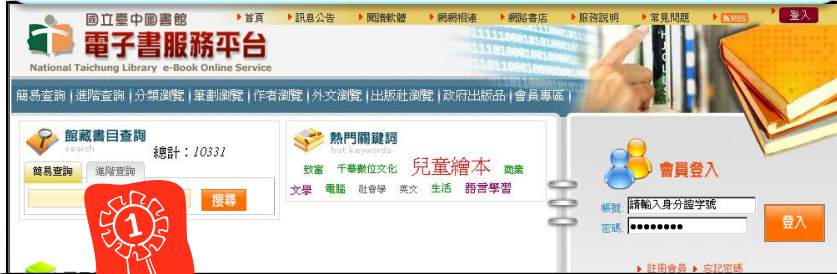 國立臺中圖書館
電子書服務平台
National Taichung Library e-Book Online Service
首頁 訊息公告 閱讀軟體 網網相連 網路書店 服務說明 常見問題 RSS 登入
簡易查詢 | 進階查詢 | 分類瀏覽 | 筆劃瀏覽 | 作者瀏覽 | 外文瀏覽 | 出版社瀏覽 | 政府出版品 | 會員專區 |
館藏書目查詢
search
總計：10331
簡易查詢 進階查詢
搜尋
1
熱門關鍵詞
hot keywords
致富 千華數位文化 兒童繪本 商業
文學 電腦 社會學 英文 生活 語言學習
會員登入
帳號: 請輸入身分證字號
密碼: ●●●●●●●●
登入
註冊會員 忘記密碼